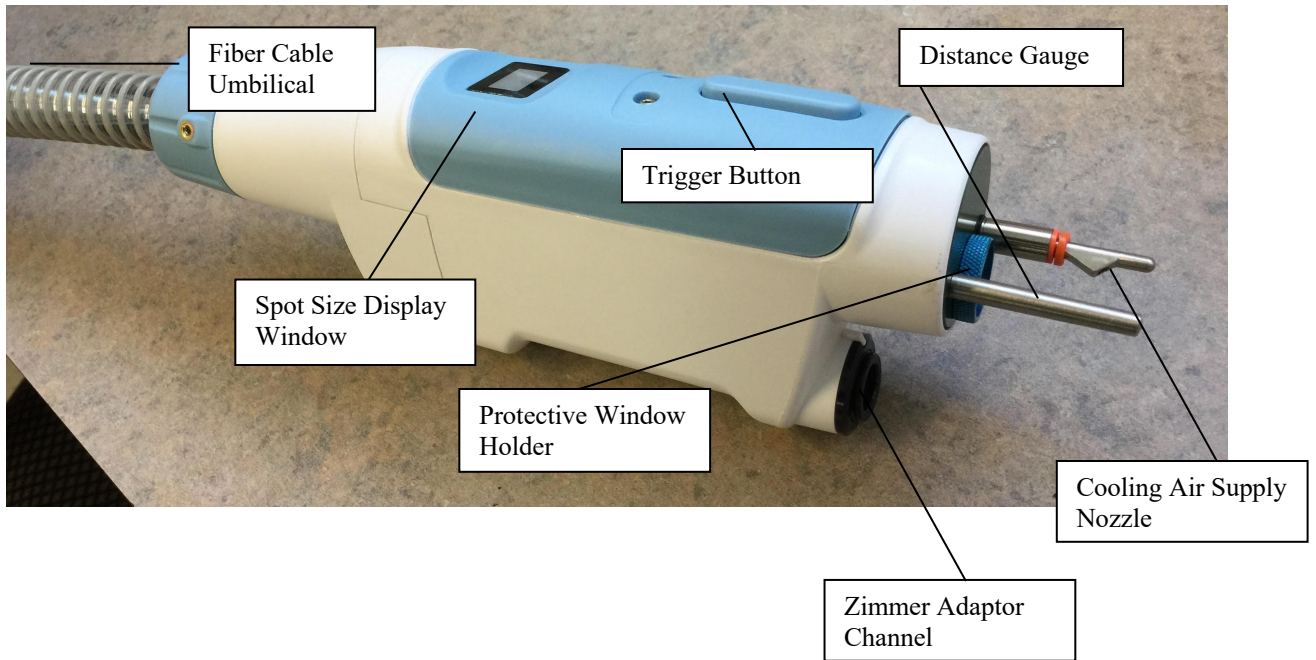 Fiber Cable
Umbilical
Distance Gauge
Trigger Button
Spot Size Display
Window
Protective Window
Holder
Cooling Air Supply
Nozzle
Zimmer Adaptor
Channel